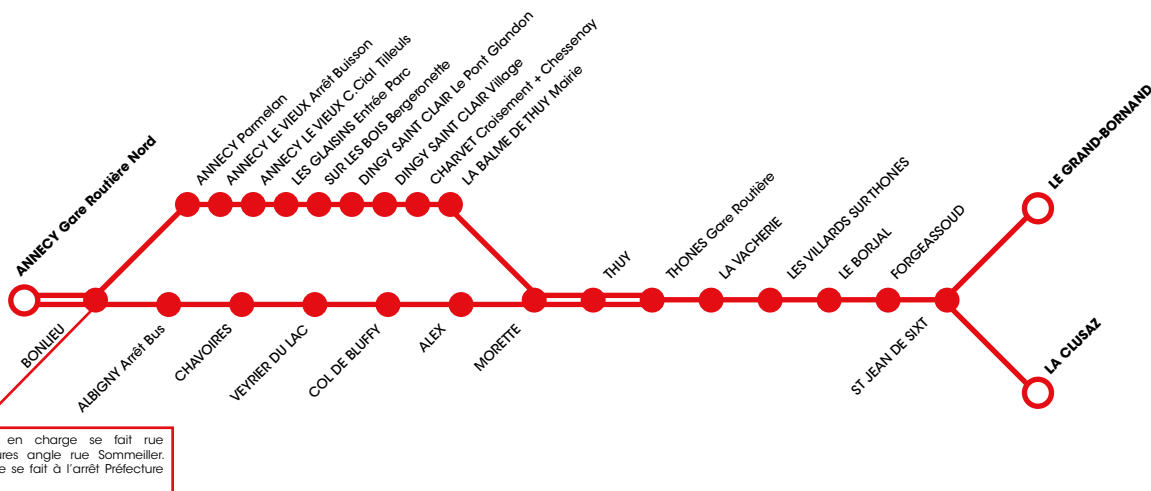 ANNECY Gare Routière Nord
BONLIEU
ANNECY Parmelan
ANNECY LE VIEUX Arrêt Buisson
ANNECY LE VIEUX C.Cial Tilleuls
LES GLAISINS Entrée Parc
SUR LES BOIS Bergeronette
DINGY SAINT CLAIR Le Pont Glandon
DINGY SAINT CLAIR Village
CHARVET Croisement + Chessenay
LA BALME DE THUY Mairie
ALBIGNY Arrêt Bus
CHAVOIRES
VEYRIER DU LAC
COL DE BLUFFY
ALEX
MORETTE
THUY
THONES Gare Routière
LA VACHERIE
LES VILLARDS SUR THONES
LE BORJAL
FORGEASSOUD
ST JEAN DE SIXT
LE GRAND-BORNAND
LA CLUSAZ
en charge se fait rue
res angle rue Sommeiller.
e se fait à l'arrêt Préfecture